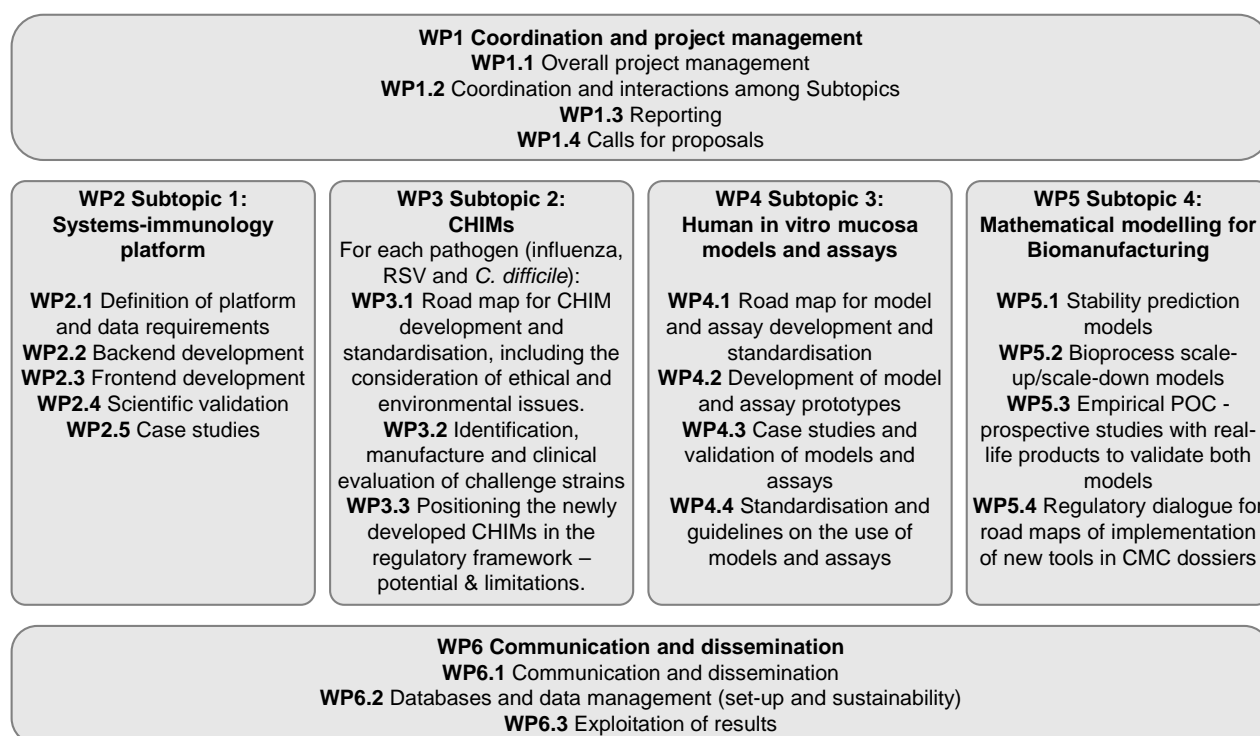 WP1 Coordination and project management
WP1.1 Overall project management
WP1.2 Coordination and interactions among Subtopics
WP1.3 Reporting
WP1.4 Calls for proposals
WP2 Subtopic 1:
Systems-immunology
platform
WP2.1 Definition of platform
and data requirements
WP2.2 Backend development
WP2.3 Frontend development
WP2.4 Scientific validation
WP2.5 Case studies
WP3 Subtopic 2:
CHIMs
For each pathogen (influenza,
RSV and C. difficile):
WP3.1 Road map for CHIM
development and
standardisation, including the
consideration of ethical and
environmental issues.
WP3.2 Identification,
manufacture and clinical
evaluation of challenge strains
WP3.3 Positioning the newly
developed CHIMs in the
regulatory framework –
potential & limitations.
WP4 Subtopic 3:
Human in vitro mucosa
models and assays
WP4.1 Road map for model
and assay development and
standardisation
WP4.2 Development of model
and assay prototypes
WP4.3 Case studies and
validation of models and
assays
WP4.4 Standardisation and
guidelines on the use of
models and assays
WP5 Subtopic 4:
Mathematical modelling for
Biomanufacturing
WP5.1 Stability prediction
models
WP5.2 Bioprocess scale-
up/scale-down models
WP5.3 Empirical POC -
prospective studies with real-
life products to validate both
models
WP5.4 Regulatory dialogue for
road maps of implementation
of new tools in CMC dossiers
WP6 Communication and dissemination
WP6.1 Communication and dissemination
WP6.2 Databases and data management (set-up and sustainability)
WP6.3 Exploitation of results